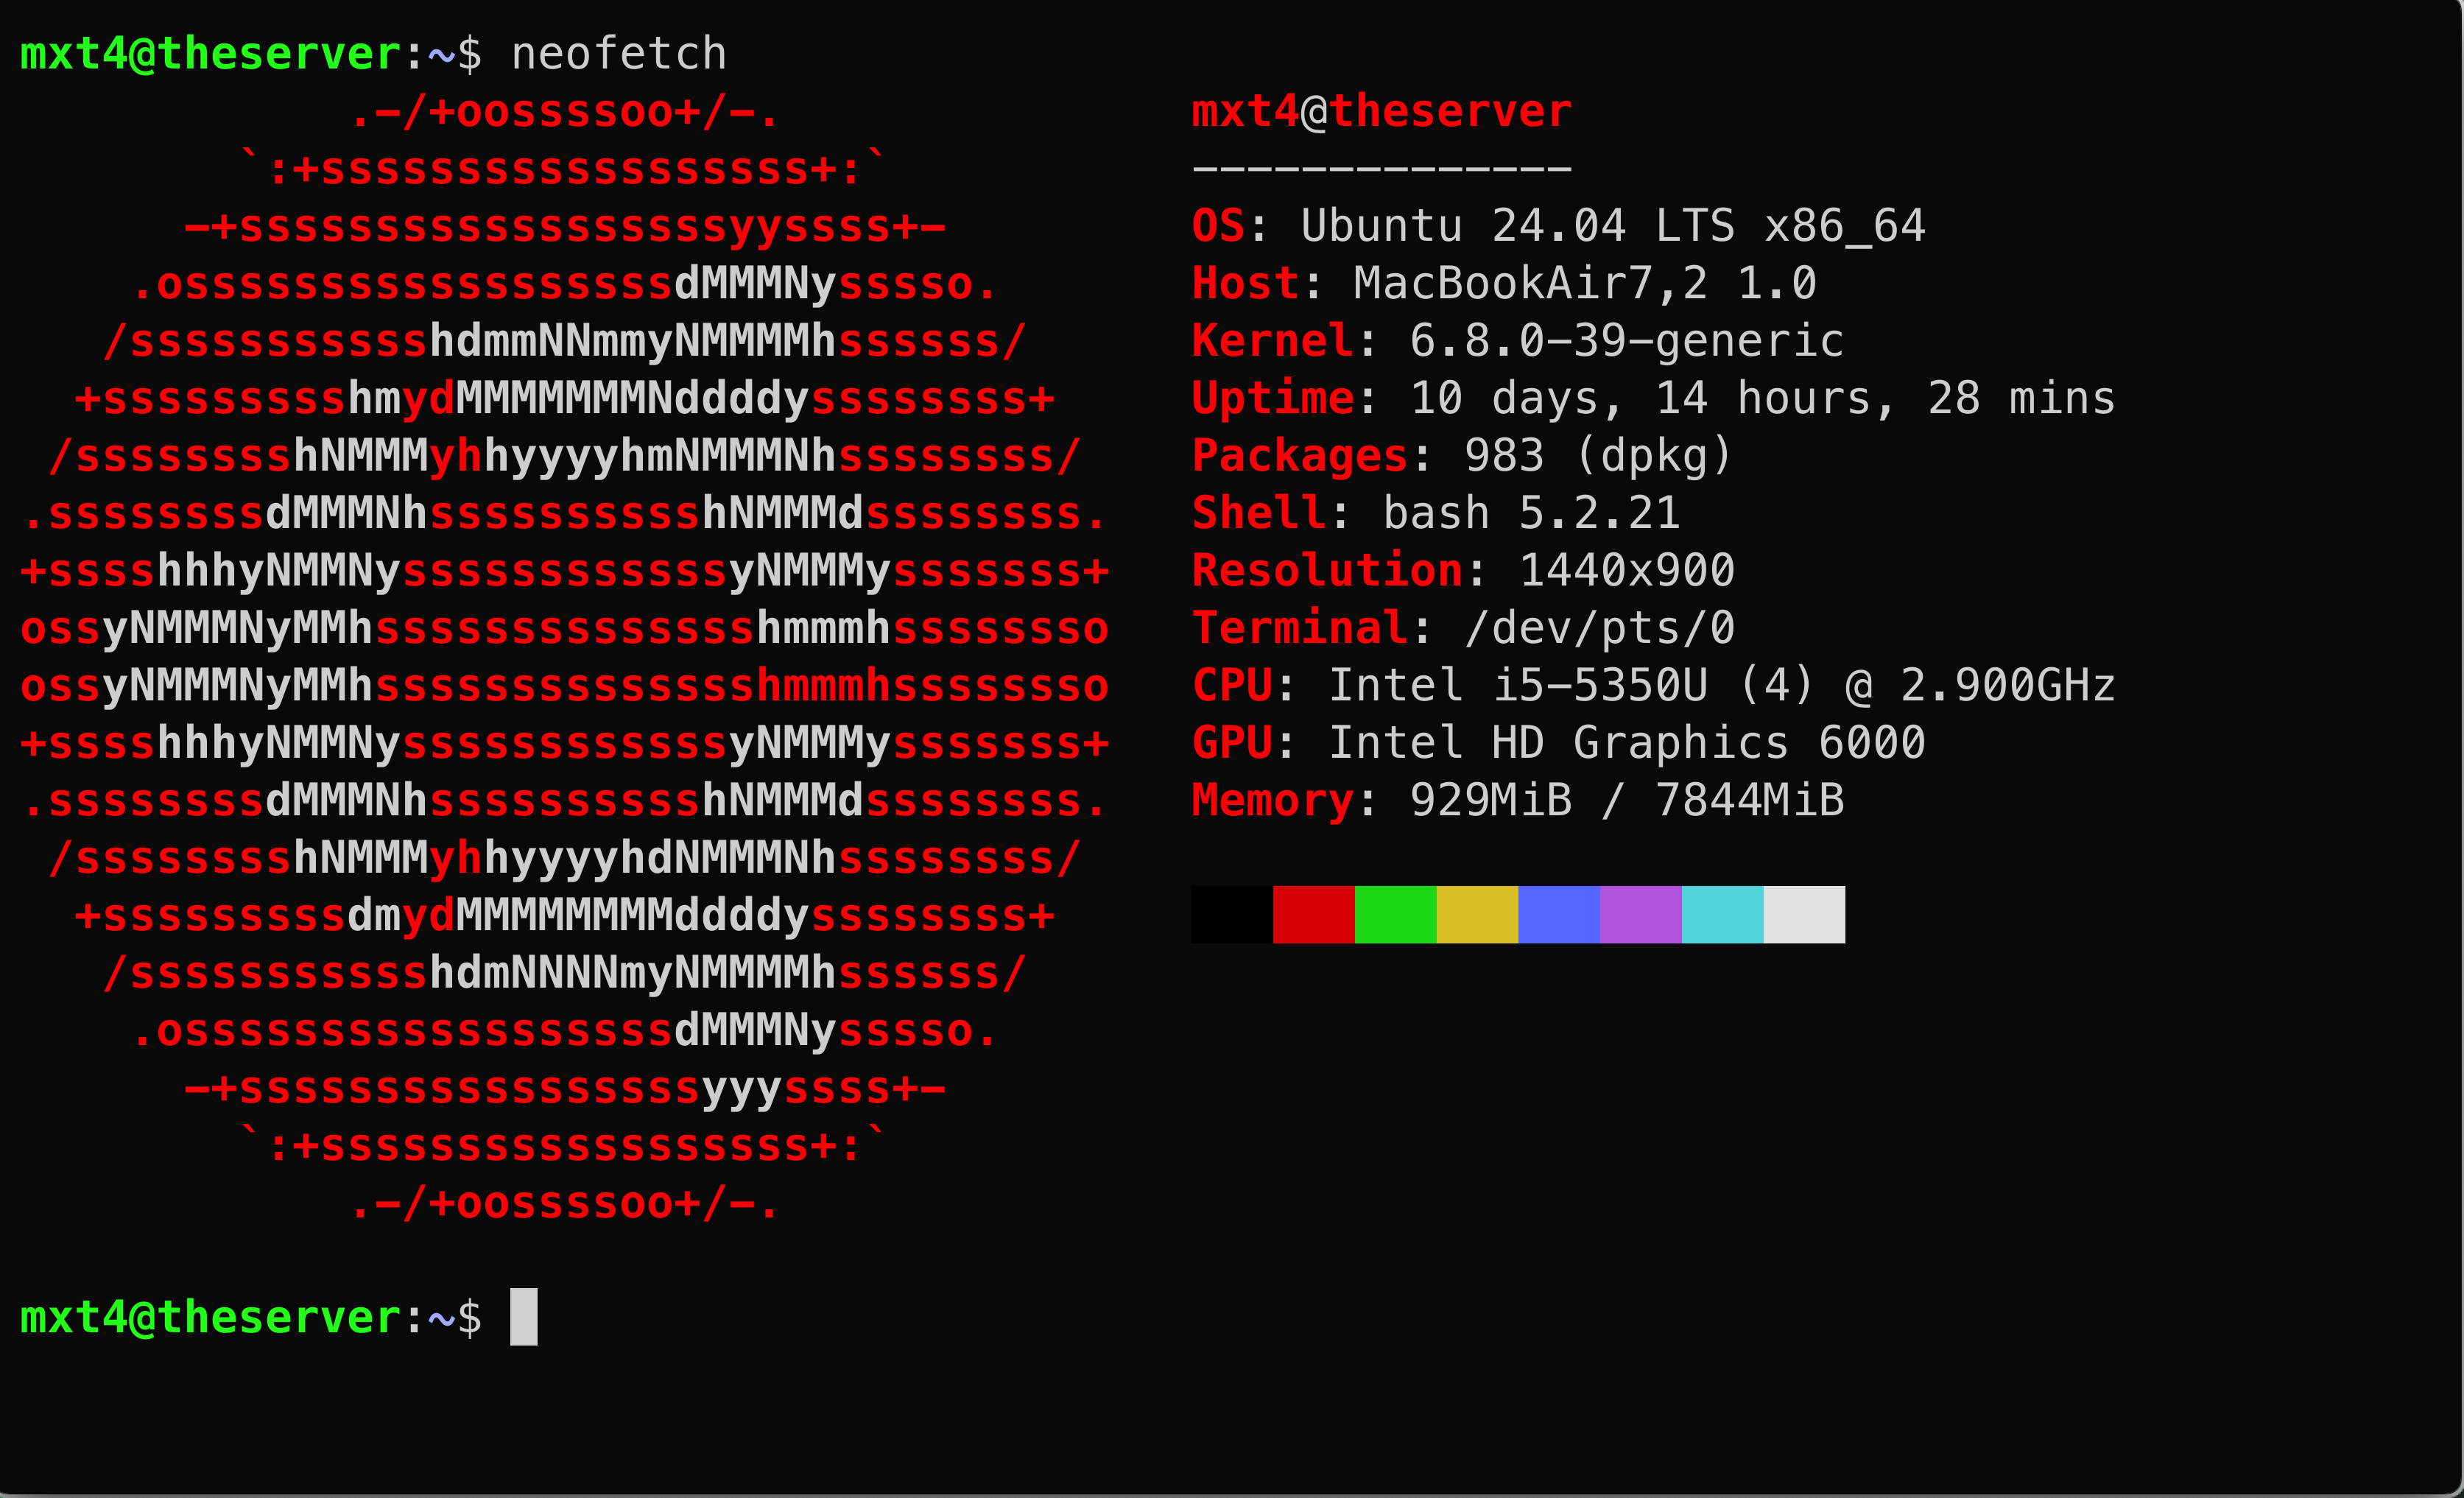 mxt4@theserver:~$ neofetch
            .-/+oossssoo+/-.               mxt4@theserver
        `:+ssssssssssssssssss+:`           --------------
      -+ssssssssssssssssssyyssss+-         OS: Ubuntu 24.04 LTS x86_64
    .ossssssssssssssssssdMMMNysssso.       Host: MacBookAir7,2 1.0
   /ssssssssssshdmmNNmmyNMMMMhssssss/      Kernel: 6.8.0-39-generic
  +ssssssssshmydMMMMMMMNddddyssssssss+     Uptime: 10 days, 14 hours, 28 mins
 /sssssssshNMMMyhhyyyyhmNMMMNhssssssss/    Packages: 983 (dpkg)
.ssssssssdMMMNhsssssssssshNMMMdssssssss.   Shell: bash 5.2.21
+sssshhhyNMMNyssssssssssssyNMMMysssssss+   Resolution: 1440x900
ossyNMMMNyMMhsssssssssssssshmmmhssssssso   Terminal: /dev/pts/0
ossyNMMMNyMMhsssssssssssssshmmmhssssssso   CPU: Intel i5-5350U (4) @ 2.900GHz
+sssshhhyNMMNyssssssssssssyNMMMysssssss+   GPU: Intel HD Graphics 6000
.ssssssssdMMMNhsssssssssshNMMMdssssssss.   Memory: 929MiB / 7844MiB
 /sssssssshNMMMyhhyyyyhdNMMMNhssssssss/
  +sssssssssdmydMMMMMMMMddddyssssssss+
   /ssssssssssshdmNNNNmyNMMMMhssssss/
    .ossssssssssssssssssdMMMNysssso.
      -+sssssssssssssssssyyyssss+-
        `:+ssssssssssssssssss+:`
            .-/+oossssoo+/-.
mxt4@theserver:~$